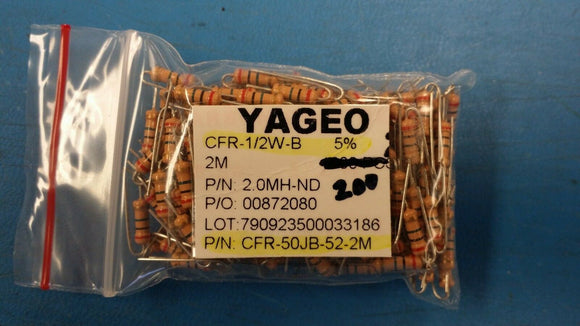 YAGEO
CFR-1/2W-B 5%
2M
P/N: 2.0MH-ND 200
P/O: 00872080
LOT:790923500033186
P/N: CFR-50JB-52-2M